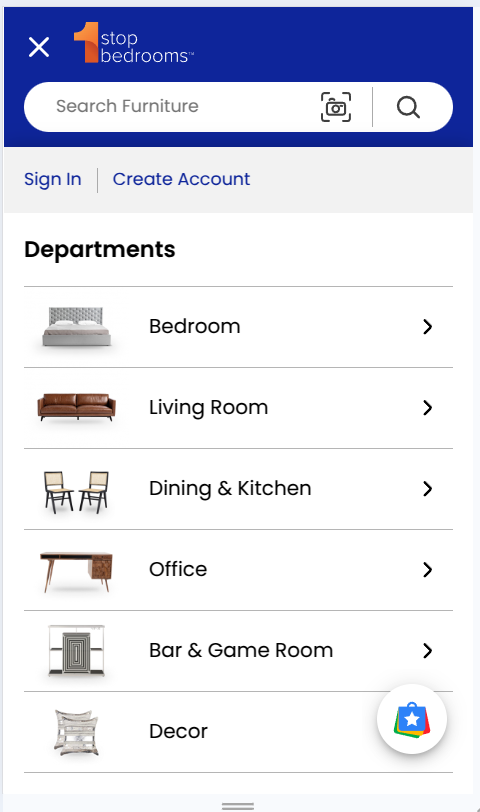 1 stop
bedrooms™
Search Furniture
Sign In
Create Account
Departments
Bedroom
Living Room
Dining & Kitchen
Office
Bar & Game Room
Decor